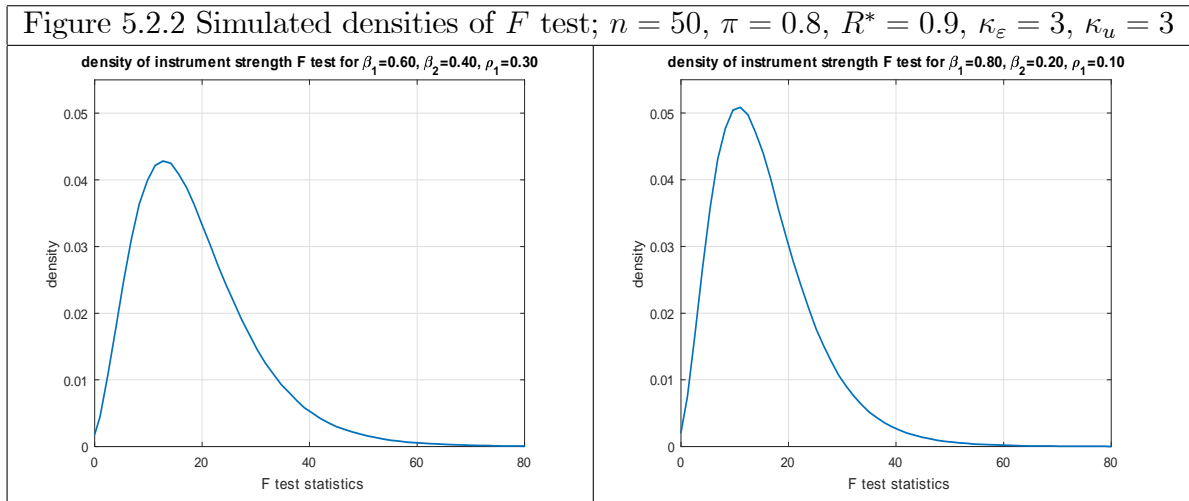 Figure 5.2.2 Simulated densities of F test; n = 50, π = 0.8, R* = 0.9, κ_ε = 3, κ_u = 3
density of instrument strength F test for β_1=0.60, β_2=0.40, ρ_1=0.30
0.05
0.04
0.03
0.02
0.01
0
density
0 20 40 60 80
F test statistics
density of instrument strength F test for β_1=0.80, β_2=0.20, ρ_1=0.10
0.05
0.04
0.03
0.02
0.01
0
density
0 20 40 60 80
F test statistics